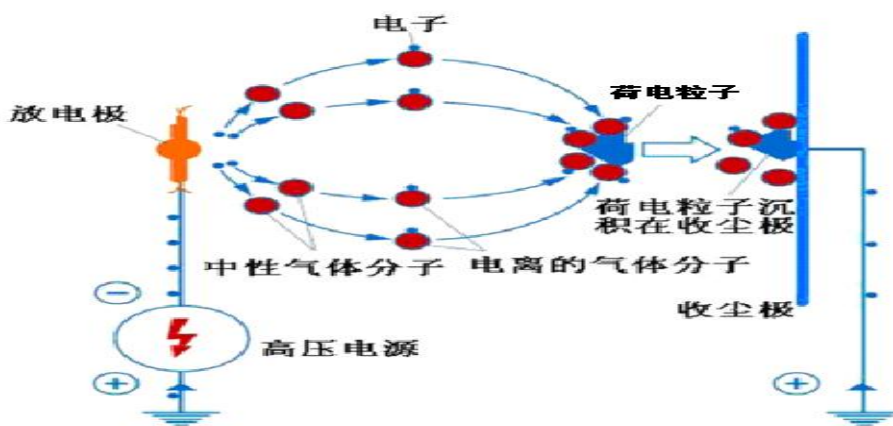 电子
放电极
荷电粒子
荷电粒子沉
积在收尘极
中性气体分子
电离的气体分子
收尘极
−
高压电源
+
+